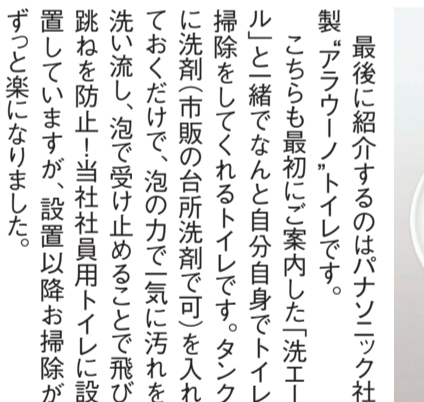 最後に紹介するのはパナソニック社
製“アラウーノ”トイレです。
こちらも最初にご案内した「洗エー
ル」と一緒でなんと自分自身でトイレ
掃除をしてくれるトイレです。タンク
に洗剤(市販の台所洗剤で可)を入れ
ておくだけで、泡の力で一気に汚れを
洗い流し、泡で受け止めることで飛び
跳ねを防止!当社社員用トイレに設
置していますが、設置以降お掃除が
ずっと楽になりました。